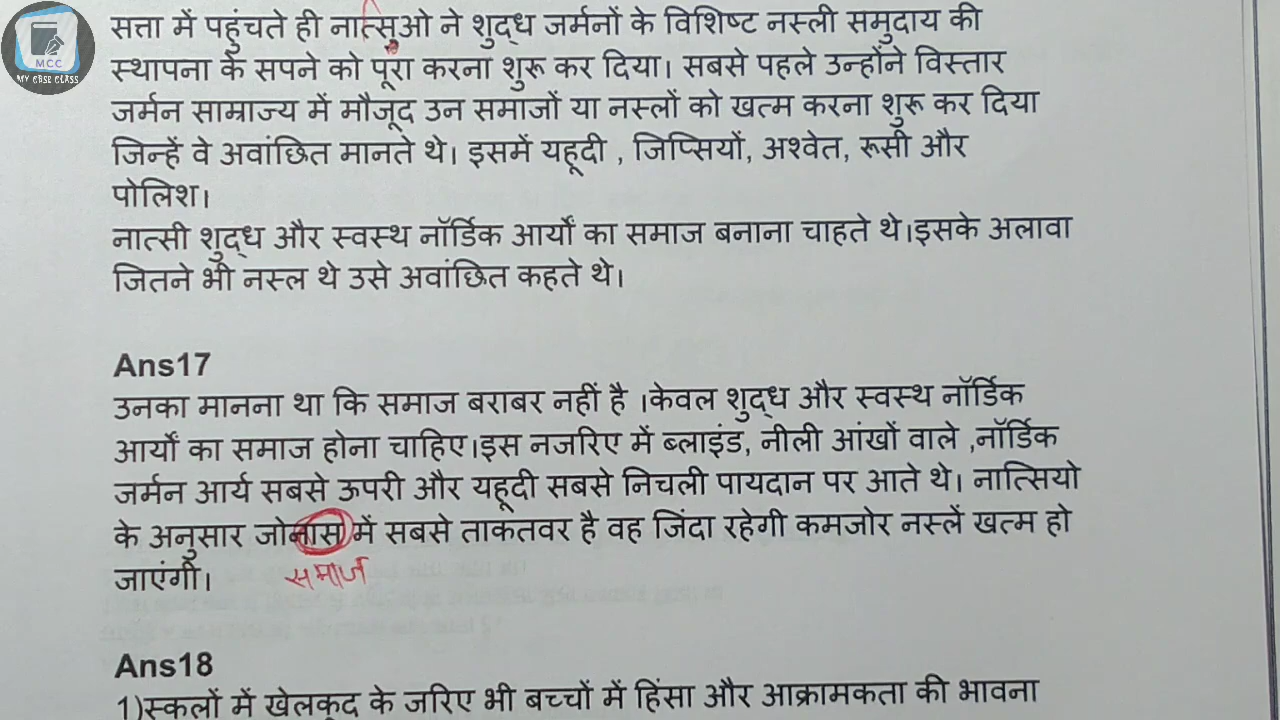 सत्ता में पहुंचते ही नात्सुओ ने शुद्ध जर्मनों के विशिष्ट नस्ली समुदाय की
स्थापना के सपने को पूरा करना शुरू कर दिया। सबसे पहले उन्होंने विस्तार
जर्मन साम्राज्य में मौजूद उन समाजों या नस्लों को खत्म करना शुरू कर दिया
जिन्हें वे अवांछित मानते थे। इसमें यहूदी , जिप्सियों, अश्वेत, रूसी और
पोलिश।
नात्सी शुद्ध और स्वस्थ नॉर्डिक आर्यों का समाज बनाना चाहते थे।इसके अलावा
जितने भी नस्ल थे उसे अवांछित कहते थे।
Ans17
उनका मानना था कि समाज बराबर नहीं है ।केवल शुद्ध और स्वस्थ नॉर्डिक
आर्यों का समाज होना चाहिए।इस नजरिए में ब्लाइंड, नीली आंखों वाले ,नॉर्डिक
जर्मन आर्य सबसे ऊपरी और यहूदी सबसे निचली पायदान पर आते थे। नात्सियो
के अनुसार जोनास में सबसे ताकतवर है वह जिंदा रहेगी कमजोर नस्लें खत्म हो
जाएंगी।
समाज
Ans18
1)स्कूलों में खेलकूद के जरिए भी बच्चों में हिंसा और आक्रामकता की भावना
MCC
MY CBSE CLASS